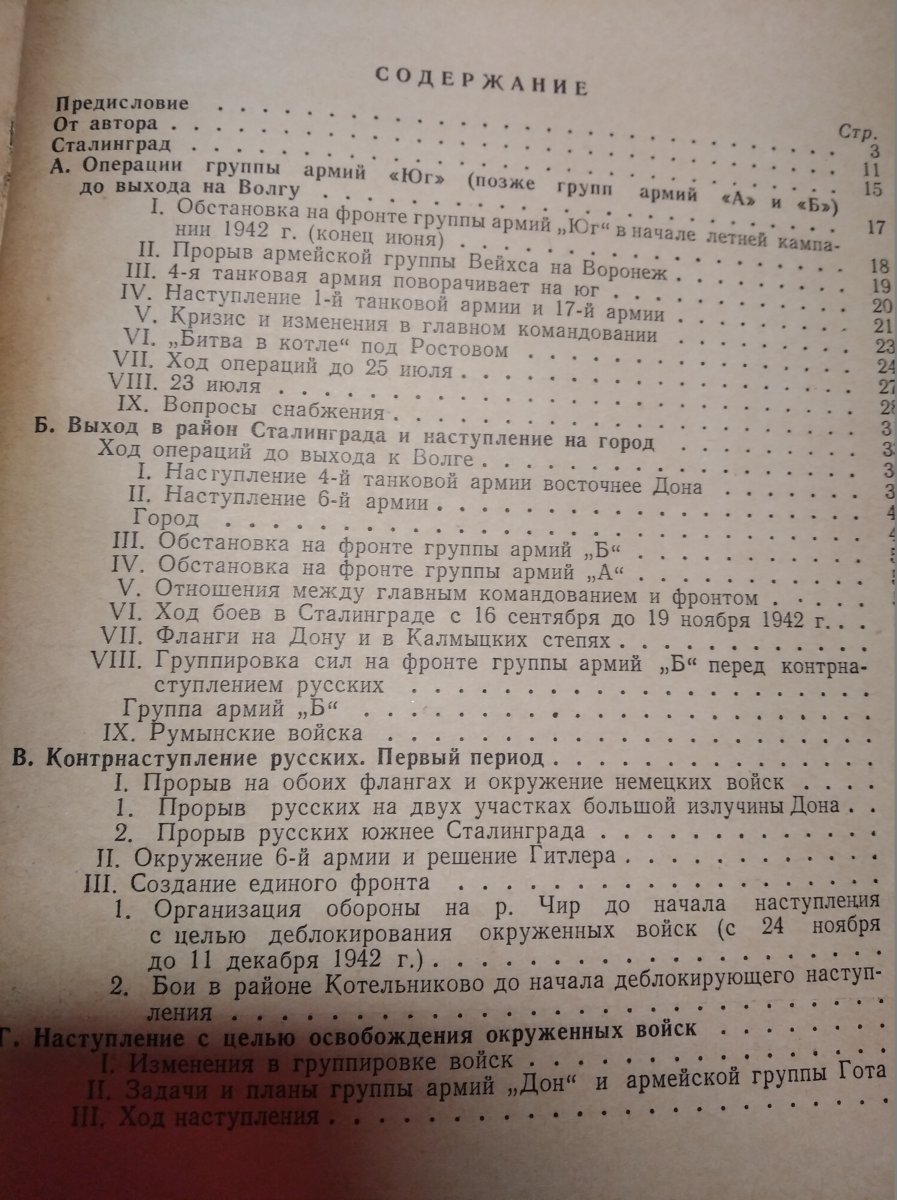 СОДЕРЖАНИЕ
Стр.
Предисловие . . . 3
От автора . . . 11
Сталинград . . . 15
А. Операции группы армий «Юг» (позже групп армий «А» и «Б»)
до выхода на Волгу . . . 17
I. Обстановка на фронте группы армий „Юг“ в начале летней кампа-
нии 1942 г. (конец июня) . . . 18
II. Прорыв армейской группы Вейхса на Воронеж . . . 19
III. 4-я танковая армия поворачивает на юг . . . 20
IV. Наступление 1-й танковой армии и 17-й армии . . . 21
V. Кризис и изменения в главном командовании . . . 23
VI. „Битва в котле“ под Ростовом . . . 24
VII. Ход операций до 25 июля . . . 27
VIII. 23 июля . . . 28
IX. Вопросы снабжения . . .
Б. Выход в район Сталинграда и наступление на город . . .
Ход операций до выхода к Волге . . .
I. Наступление 4-й танковой армии восточнее Дона . . .
II. Наступление 6-й армии . . .
Город . . .
III. Обстановка на фронте группы армий „Б“ . . .
IV. Обстановка на фронте группы армий „А“ . . .
V. Отношения между главным командованием и фронтом . . .
VI. Ход боев в Сталинграде с 16 сентября до 19 ноября 1942 г. . .
VII. Фланги на Дону и в Калмыцких степях . . .
VIII. Группировка сил на фронте группы армий „Б“ перед контрна-
ступлением русских . . .
Группа армий „Б“ . . .
IX. Румынские войска . . .
В. Контрнаступление русских. Первый период . . .
I. Прорыв на обоих флангах и окружение немецких войск . . . .
1. Прорыв русских на двух участках большой излучины Дона . .
2. Прорыв русских южнее Сталинграда . . .
II. Окружение 6-й армии и решение Гитлера . . .
III. Создание единого фронта . . .
1. Организация обороны на р. Чир до начала наступления
с целью деблокирования окруженных войск (с 24 ноября
до 11 декабря 1942 г.) . . .
2. Бои в районе Котельниково до начала деблокирующего наступ-
ления . . .
Г. Наступление с целью освобождения окруженных войск . . .
I. Изменения в группировке войск . . .
II. Задачи и планы группы армий „Дон“ и армейской группы Гота
III. Ход наступления . . .